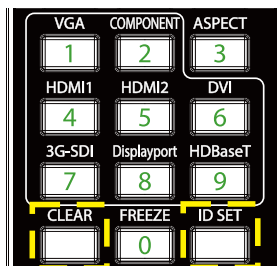 VGA COMPONENT ASPECT
1 2 3
HDMI1 HDMI2 DVI
4 5 6
3G-SDI Displayport HDBaseT
7 8 9
CLEAR FREEZE ID SET
0